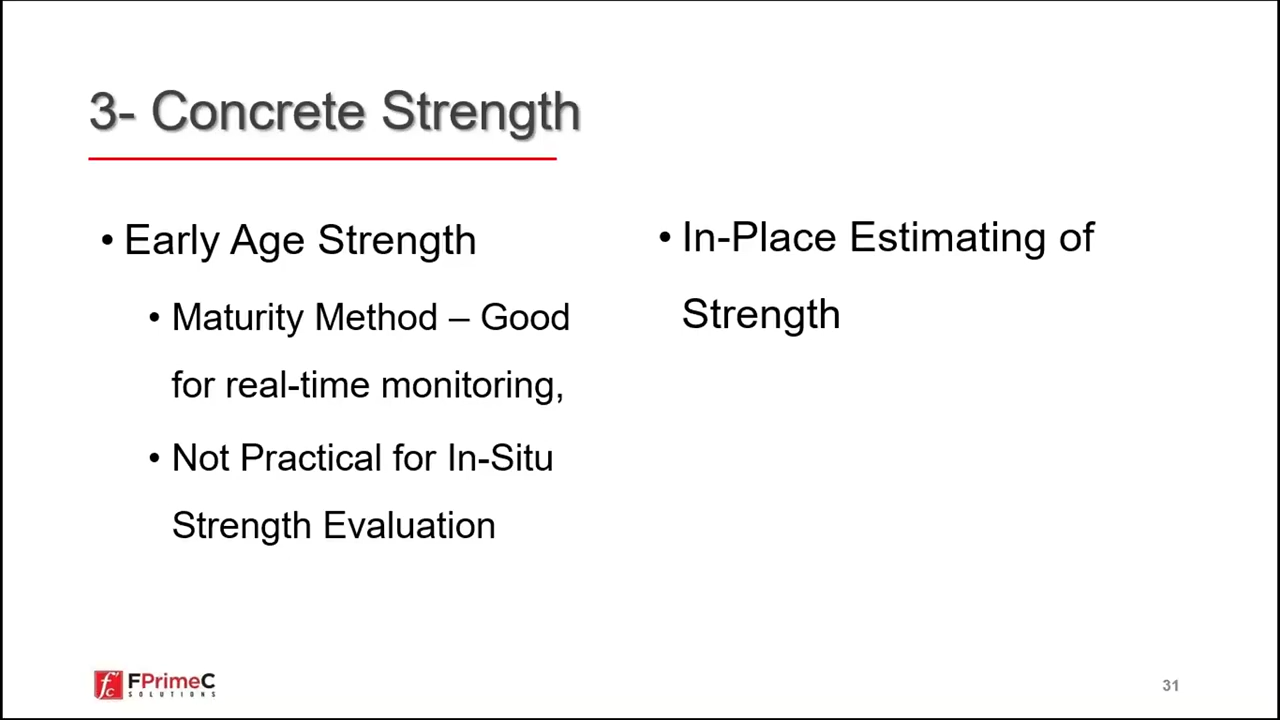 3- Concrete Strength
• Early Age Strength
• Maturity Method – Good
for real-time monitoring,
• Not Practical for In-Situ
Strength Evaluation
• In-Place Estimating of
Strength
f'c FPrimeC
SOLUTIONS
31